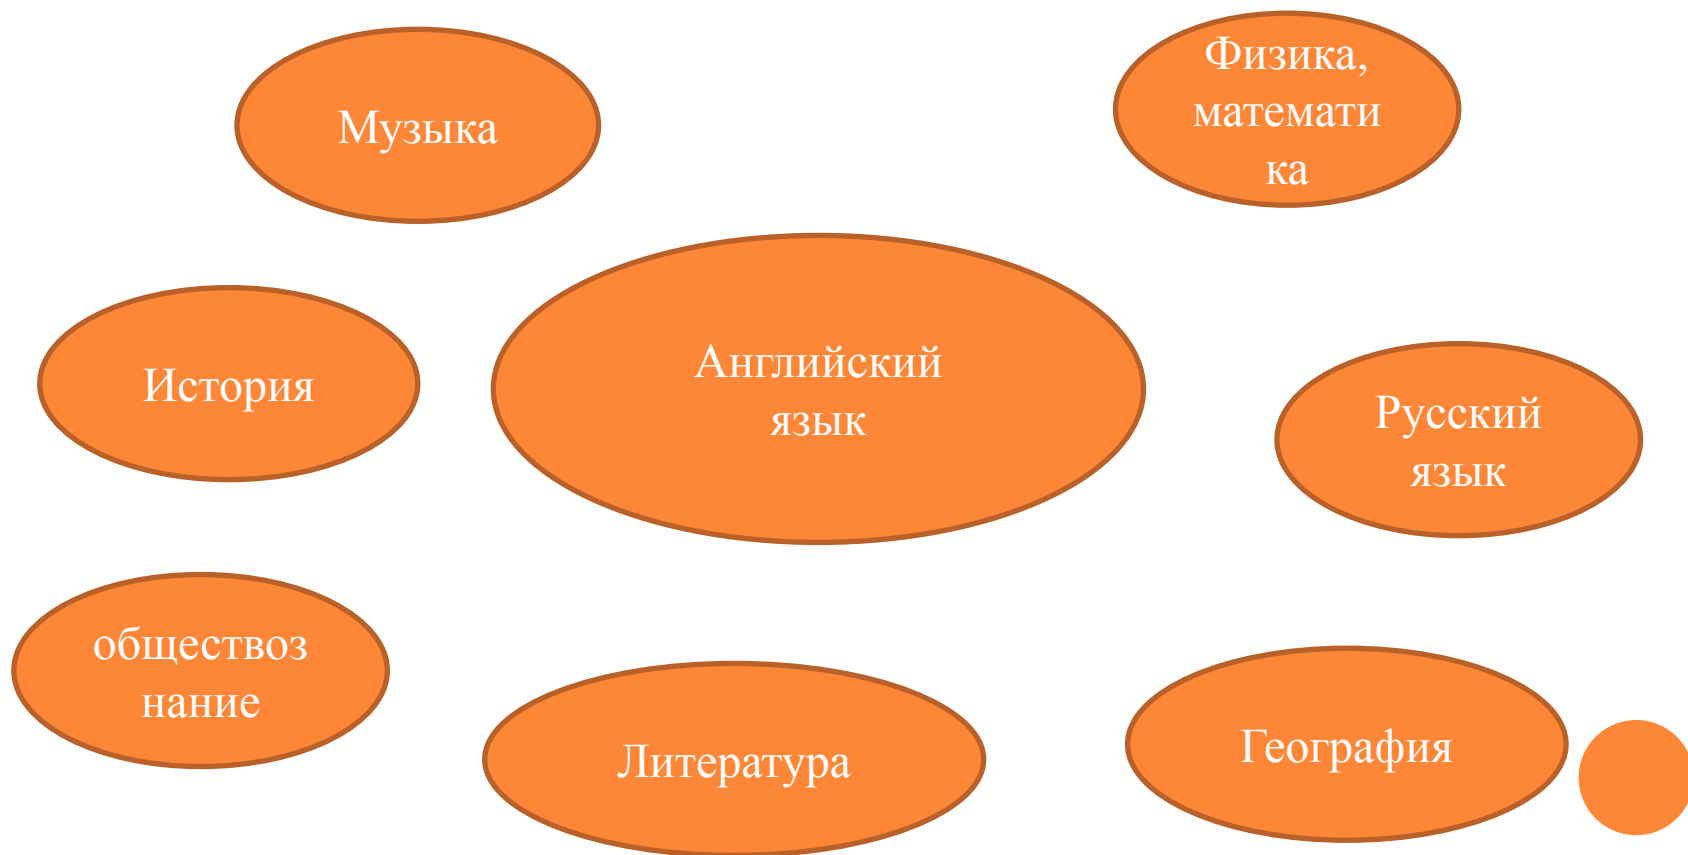 Музыка
Физика,
математи
ка
Английский
язык
История
Русский
язык
обществоз
нание
Литература
География